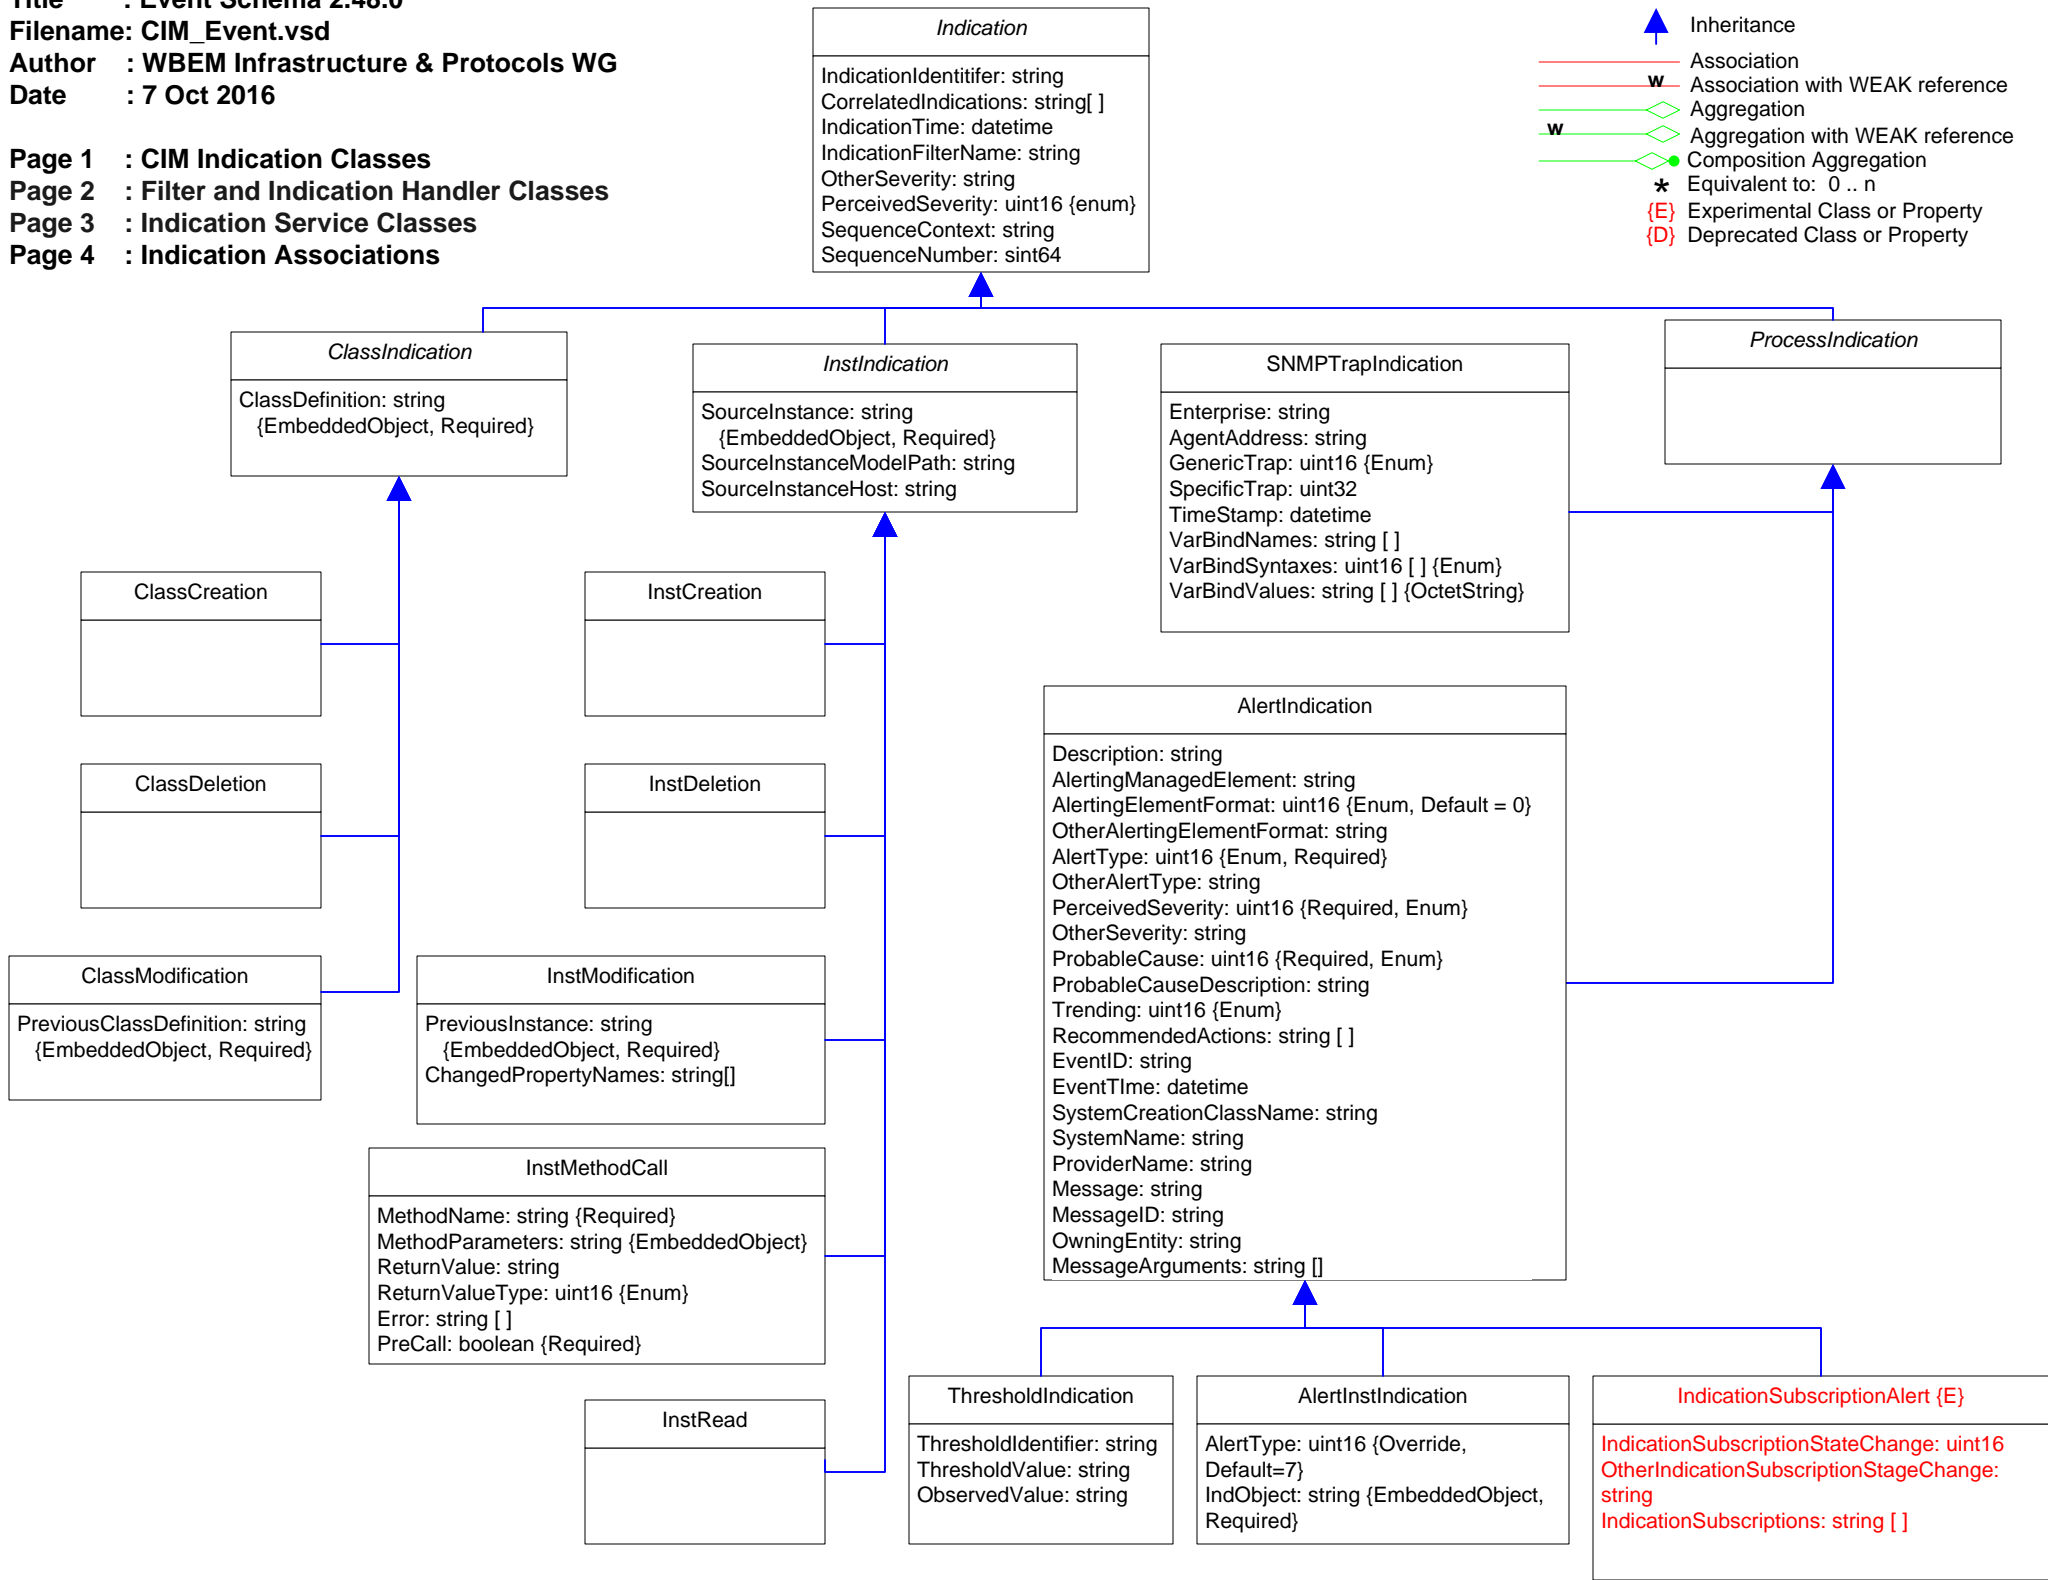 Title : Event Schema 2.48.0
Filename: CIM_Event.vsd
Author : WBEM Infrastructure & Protocols WG
Date : 7 Oct 2016
Page 1 : CIM Indication Classes
Page 2 : Filter and Indication Handler Classes
Page 3 : Indication Service Classes
Page 4 : Indication Associations
Indication
IndicationIdentitifer: string
CorrelatedIndications: string[ ]
IndicationTime: datetime
IndicationFilterName: string
OtherSeverity: string
PerceivedSeverity: uint16 {enum}
SequenceContext: string
SequenceNumber: sint64
Inheritance
Association
w Association with WEAK reference
Aggregation
w Aggregation with WEAK reference
Composition Aggregation
* Equivalent to: 0 .. n
{E} Experimental Class or Property
{D} Deprecated Class or Property
ClassIndication
ClassDefinition: string
{EmbeddedObject, Required}
InstIndication
SourceInstance: string
{EmbeddedObject, Required}
SourceInstanceModelPath: string
SourceInstanceHost: string
SNMPTrapIndication
Enterprise: string
AgentAddress: string
GenericTrap: uint16 {Enum}
SpecificTrap: uint32
TimeStamp: datetime
VarBindNames: string [ ]
VarBindSyntaxes: uint16 [ ] {Enum}
VarBindValues: string [ ] {OctetString}
ProcessIndication
ClassCreation
ClassDeletion
ClassModification
PreviousClassDefinition: string
{EmbeddedObject, Required}
InstCreation
InstDeletion
InstModification
PreviousInstance: string
{EmbeddedObject, Required}
ChangedPropertyNames: string[]
InstMethodCall
MethodName: string {Required}
MethodParameters: string {EmbeddedObject}
ReturnValue: string
ReturnValueType: uint16 {Enum}
Error: string [ ]
PreCall: boolean {Required}
InstRead
AlertIndication
Description: string
AlertingManagedElement: string
AlertingElementFormat: uint16 {Enum, Default = 0}
OtherAlertingElementFormat: string
AlertType: uint16 {Enum, Required}
OtherAlertType: string
PerceivedSeverity: uint16 {Required, Enum}
OtherSeverity: string
ProbableCause: uint16 {Required, Enum}
ProbableCauseDescription: string
Trending: uint16 {Enum}
RecommendedActions: string [ ]
EventID: string
EventTIme: datetime
SystemCreationClassName: string
SystemName: string
ProviderName: string
Message: string
MessageID: string
OwningEntity: string
MessageArguments: string []
ThresholdIndication
ThresholdIdentifier: string
ThresholdValue: string
ObservedValue: string
AlertInstIndication
AlertType: uint16 {Override,
Default=7}
IndObject: string {EmbeddedObject,
Required}
IndicationSubscriptionAlert {E}
IndicationSubscriptionStateChange: uint16
OtherIndicationSubscriptionStageChange:
string
IndicationSubscriptions: string [ ]